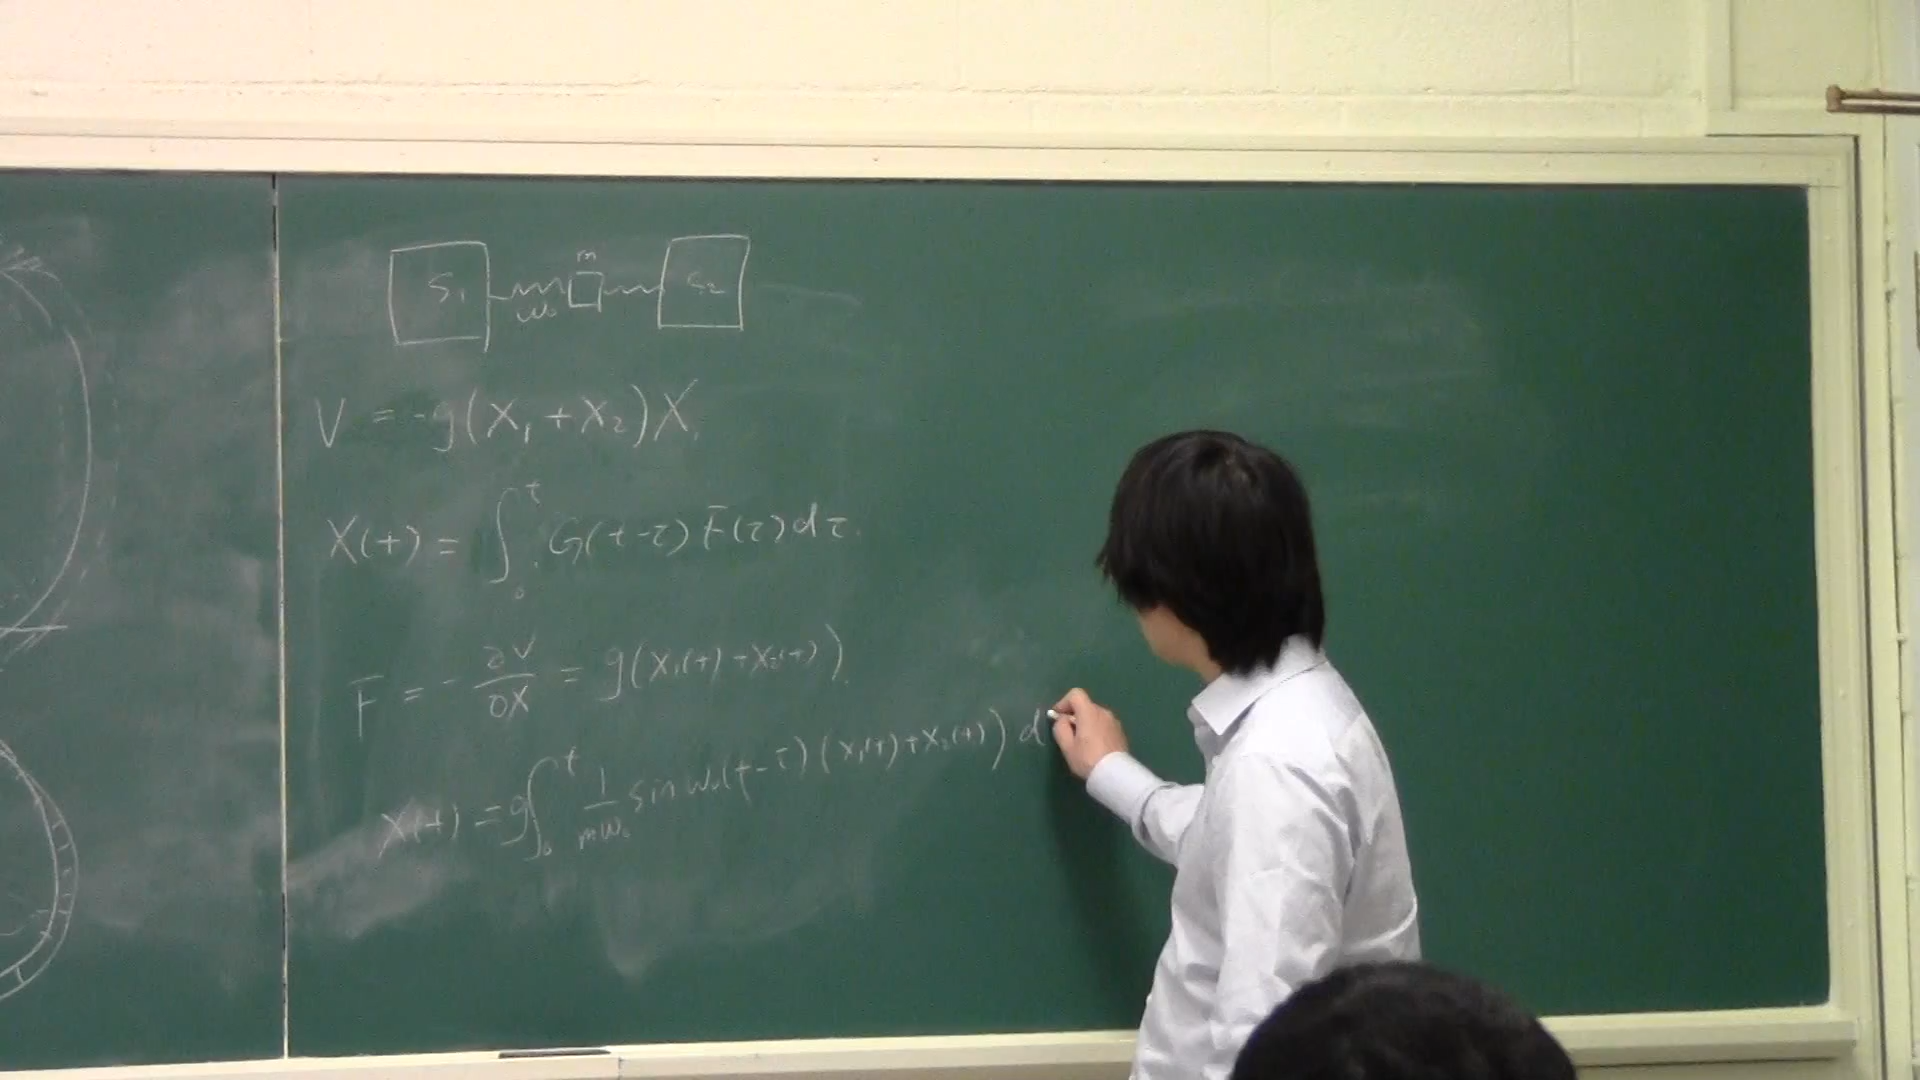 S₁ m S₂
ω₀
V = -g(X₁ + X₂)X
X(t) = ∫₀ᵗ G(t-τ) F(τ) dτ.
F = -∂V/∂X = g(X₁(t) + X₂(t)).
X(t) = g∫₀ᵗ 1/(mω₀) sin ω₀(t-τ) (X₁(t) + X₂(t)) d